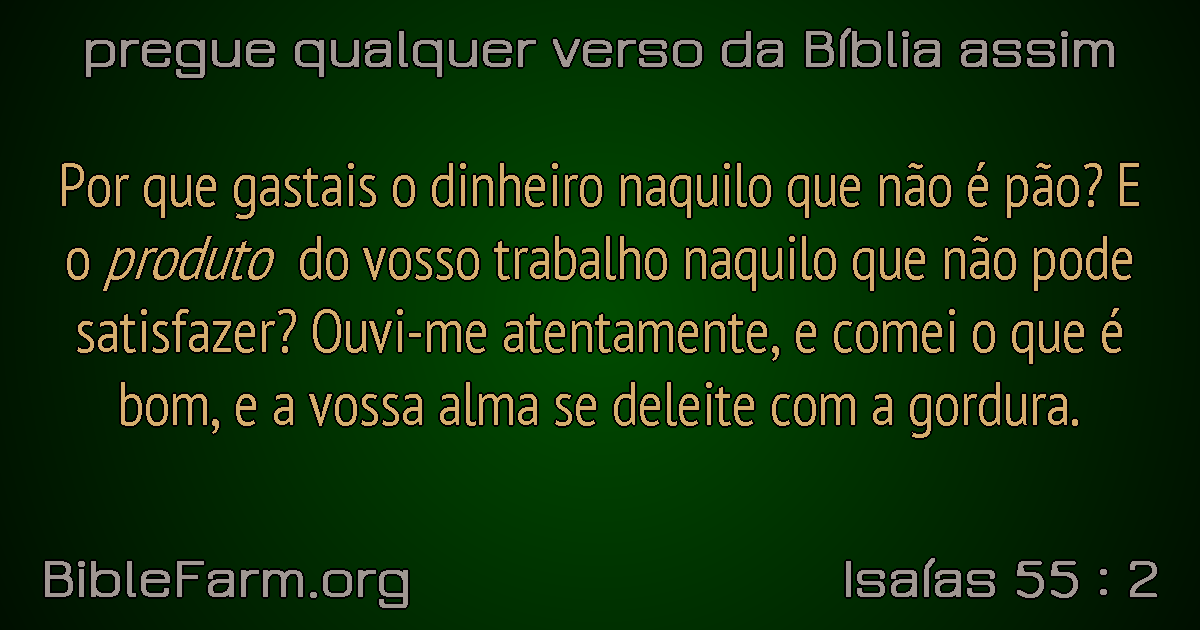 pregue qualquer verso da Bíblia assim
Por que gastais o dinheiro naquilo que não é pão? E
o produto do vosso trabalho naquilo que não pode
satisfazer? Ouvi-me atentamente, e comei o que é
bom, e a vossa alma se deleite com a gordura.
BibleFarm.org
Isaías 55 : 2